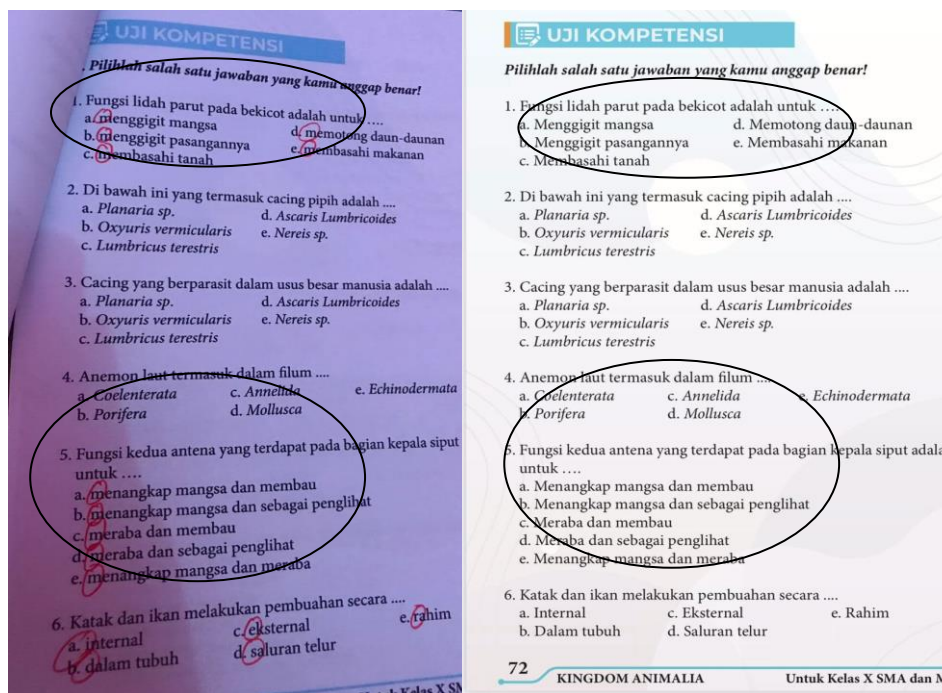 UJI KOMPETENSI
. Pilihlah salah satu jawaban yang kamu anggap benar!
1. Fungsi lidah parut pada bekicot adalah untuk ....
a. menggigit mangsa d. memotong daun-daunan
b. menggigit pasangannya e. membasahi makanan
c. membasahi tanah
2. Di bawah ini yang termasuk cacing pipih adalah ....
a. Planaria sp. d. Ascaris Lumbricoides
b. Oxyuris vermicularis e. Nereis sp.
c. Lumbricus terestris
3. Cacing yang berparasit dalam usus besar manusia adalah ....
a. Planaria sp. d. Ascaris Lumbricoides
b. Oxyuris vermicularis e. Nereis sp.
c. Lumbricus terestris
4. Anemon laut termasuk dalam filum ....
a. Coelenterata c. Annelida e. Echinodermata
b. Porifera d. Mollusca
5. Fungsi kedua antena yang terdapat pada bagian kepala siput
untuk ....
a. menangkap mangsa dan membau
b. menangkap mangsa dan sebagai penglihat
c. meraba dan membau
d. meraba dan sebagai penglihat
e. menangkap mangsa dan meraba
6. Katak dan ikan melakukan pembuahan secara ....
a. internal c. eksternal e. rahim
b. dalam tubuh d. saluran telur
Kelas X
UJI KOMPETENSI
Pilihlah salah satu jawaban yang kamu anggap benar!
1. Fungsi lidah parut pada bekicot adalah untuk ....
a. Menggigit mangsa d. Memotong daun-daunan
b. Menggigit pasangannya e. Membasahi makanan
c. Membasahi tanah
2. Di bawah ini yang termasuk cacing pipih adalah ....
a. Planaria sp. d. Ascaris Lumbricoides
b. Oxyuris vermicularis e. Nereis sp.
c. Lumbricus terestris
3. Cacing yang berparasit dalam usus besar manusia adalah ....
a. Planaria sp. d. Ascaris Lumbricoides
b. Oxyuris vermicularis e. Nereis sp.
c. Lumbricus terestris
4. Anemon laut termasuk dalam filum ....
a. Coelenterata c. Annelida e. Echinodermata
b. Porifera d. Mollusca
5. Fungsi kedua antena yang terdapat pada bagian kepala siput adala
untuk ....
a. Menangkap mangsa dan membau
b. Menangkap mangsa dan sebagai penglihat
c. Meraba dan membau
d. Meraba dan sebagai penglihat
e. Menangkap mangsa dan meraba
6. Katak dan ikan melakukan pembuahan secara ....
a. Internal c. Eksternal e. Rahim
b. Dalam tubuh d. Saluran telur
72 KINGDOM ANIMALIA Untuk Kelas X SMA dan M